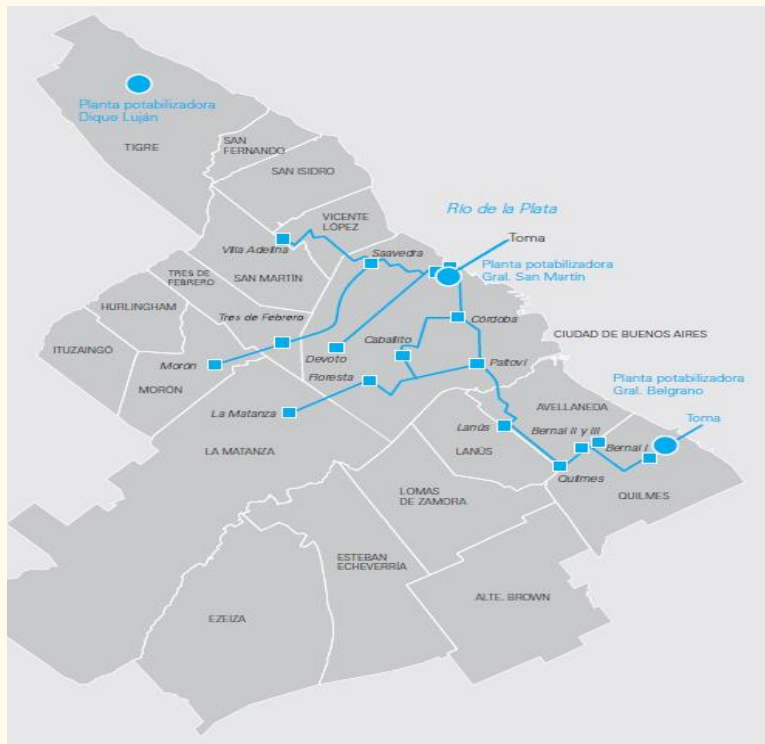 Planta potabilizadora
Dique Luján
TIGRE
SAN
FERNANDO
SAN ISIDRO
VICENTE
LÓPEZ
Río de la Plata
Toma
Villa Adelina
Saavedra
Planta potabilizadora
Gral. San Martín
TRES DE
FEBRERO
SAN MARTÍN
HURLINGHAM
Tres de Febrero
Córdoba
CIUDAD DE BUENOS AIRES
ITUZAINGÓ
Morón
Devoto
Caballito
Paitoví
MORÓN
Floresta
Planta potabilizadora
Gral. Belgrano
La Matanza
AVELLANEDA
Toma
Lanús
Bernal II y III
Bernal I
LA MATANZA
LANÚS
Quilmes
LOMAS
DE ZAMORA
QUILMES
ESTEBAN
ECHEVERRÍA
ALTE. BROWN
EZEIZA